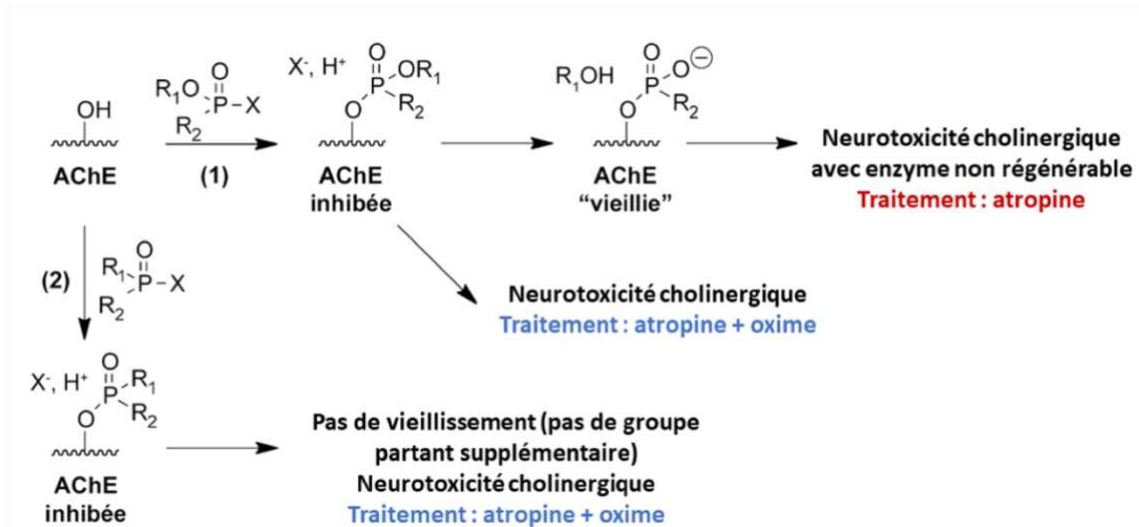 OH
AChE
R₁O
O
P-X
R₂
(1)
X⁻, H⁺
O
OR₁
P
R₂
O
AChE
inhibée
R₁OH
O
O⊖
P
R₂
O
AChE
“vieillie”
Neurotoxicité cholinergique
avec enzyme non régénérable
Traitement : atropine
(2)
O
R₁
P-X
R₂
Neurotoxicité cholinergique
Traitement : atropine + oxime
X⁻, H⁺
O
R₁
P
R₂
O
AChE
inhibée
Pas de vieillissement (pas de groupe
partant supplémentaire)
Neurotoxicité cholinergique
Traitement : atropine + oxime